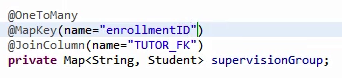 @OneToMany
@MapKey(name="enrollmentID")
@JoinColumn(name="TUTOR_FK")
private Map<String, Student> supervisionGroup;